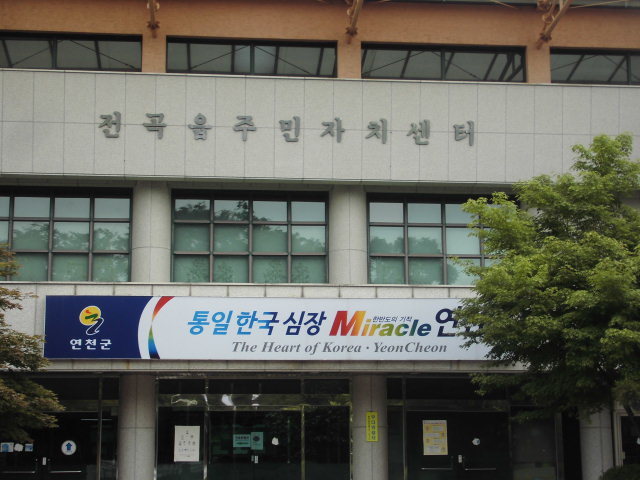 전곡읍주민자치센터
연천군
통일 한국 심장
한반도의 기적
Miracle
The Heart of Korea · YeonCheon